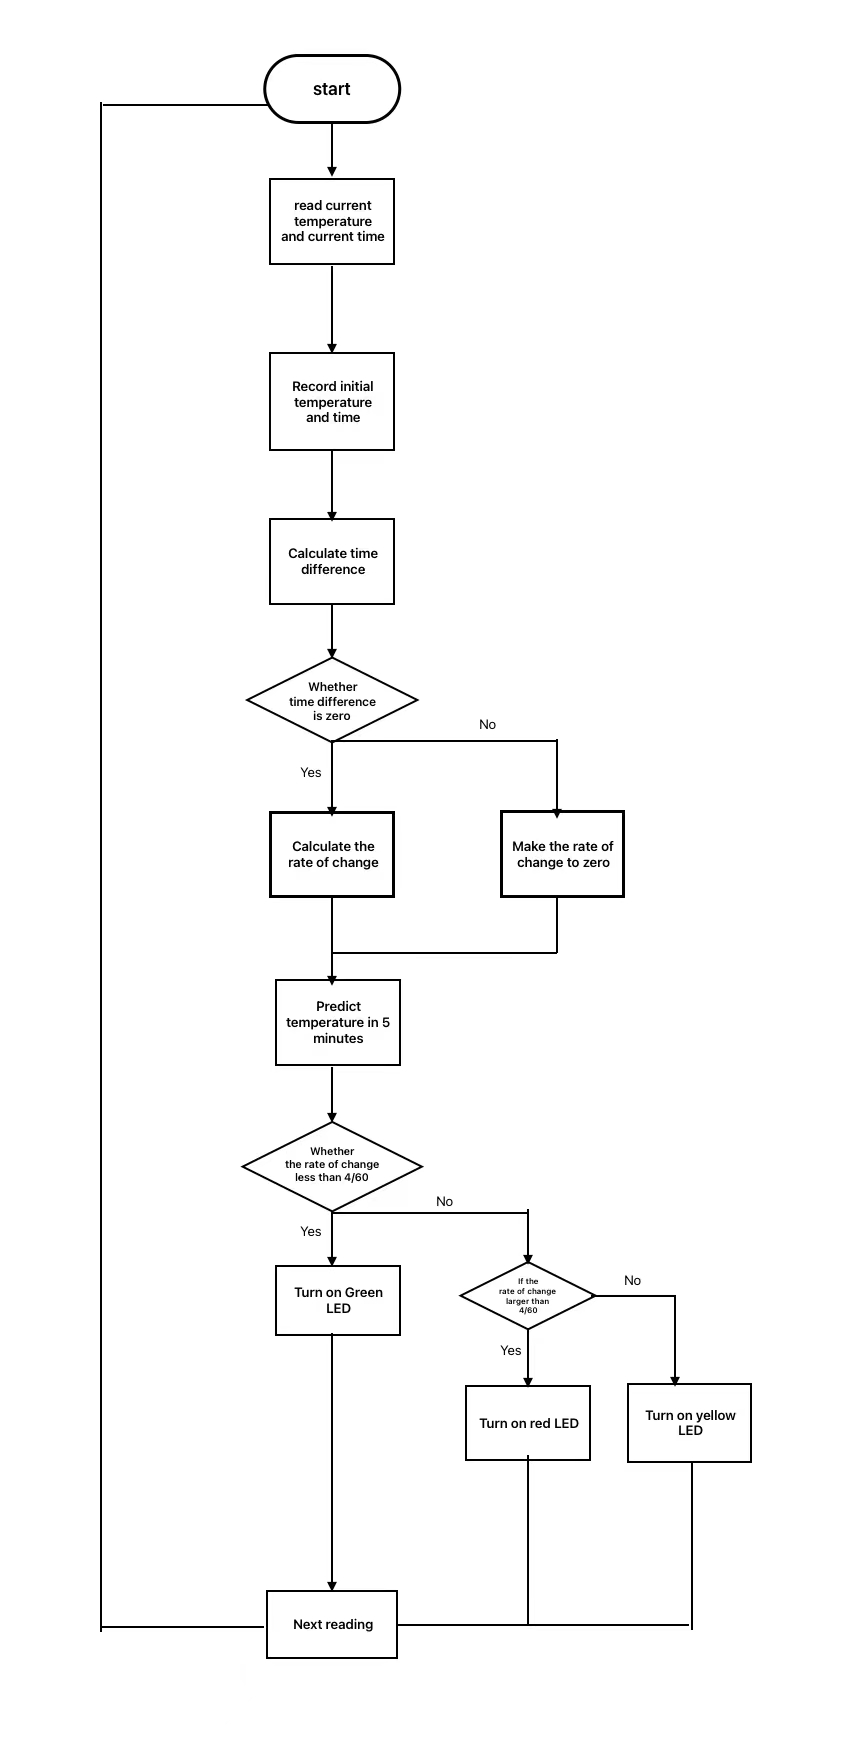 start
read current
temperature
and current time
Record initial
temperature
and time
Calculate time
difference
Whether
time difference
is zero
No
Yes
Calculate the
rate of change
Make the rate of
change to zero
Predict
temperature in 5
minutes
Whether
the rate of change
less than 4/60
No
Yes
Turn on Green
LED
If the
rate of change
larger than
4/60
No
Yes
Turn on red LED
Turn on yellow
LED
Next reading